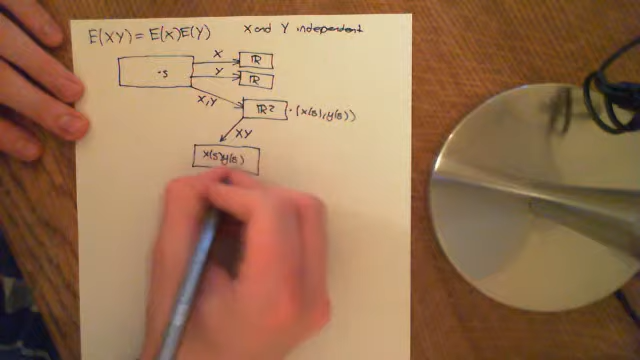 E(XY) = E(X)E(Y) X and Y independent
X
ℝ
·s
Y
ℝ
X,Y
ℝ² · (X(s),Y(s))
XY
X(s)Y(s)